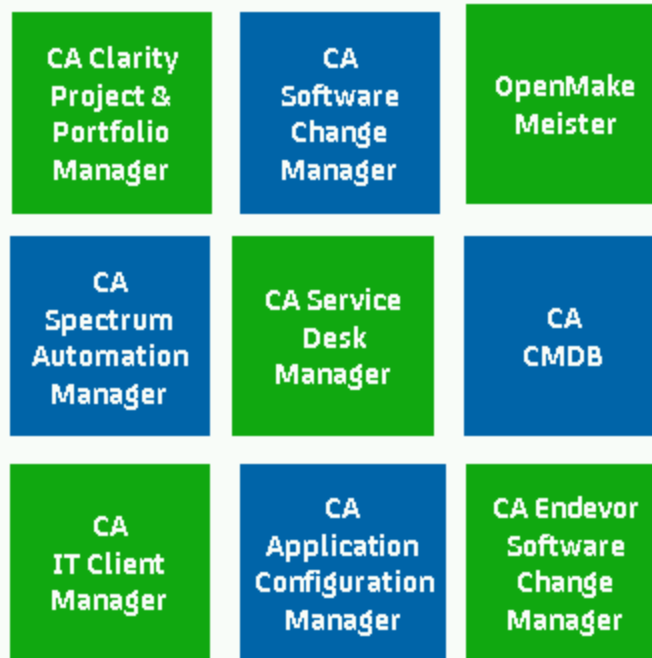 CA Clarity
Project &
Portfolio
Manager
CA
Software
Change
Manager
OpenMake
Meister
CA
Spectrum
Automation
Manager
CA Service
Desk
Manager
CA
CMDB
CA
IT Client
Manager
CA
Application
Configuration
Manager
CA Endevor
Software
Change
Manager